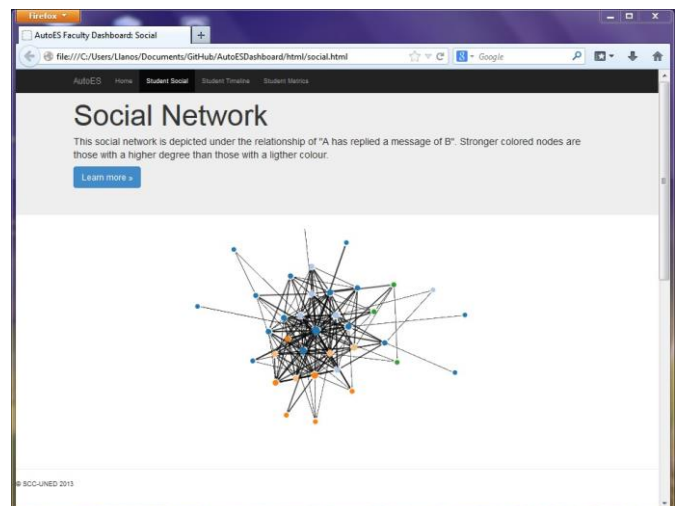 Firefox
AutoES Faculty Dashboard: Social
+
file:///C:/Users/Llanos/Documents/GitHub/AutoESDashboard/html/social.html
Google
AutoES Home Student Social Student Timeline Student Metrics
Social Network
This social network is depicted under the relationship of "A has replied a message of B". Stronger colored nodes are
those with a higher degree than those with a ligther colour.
Learn more »
© SCC-UNED 2013